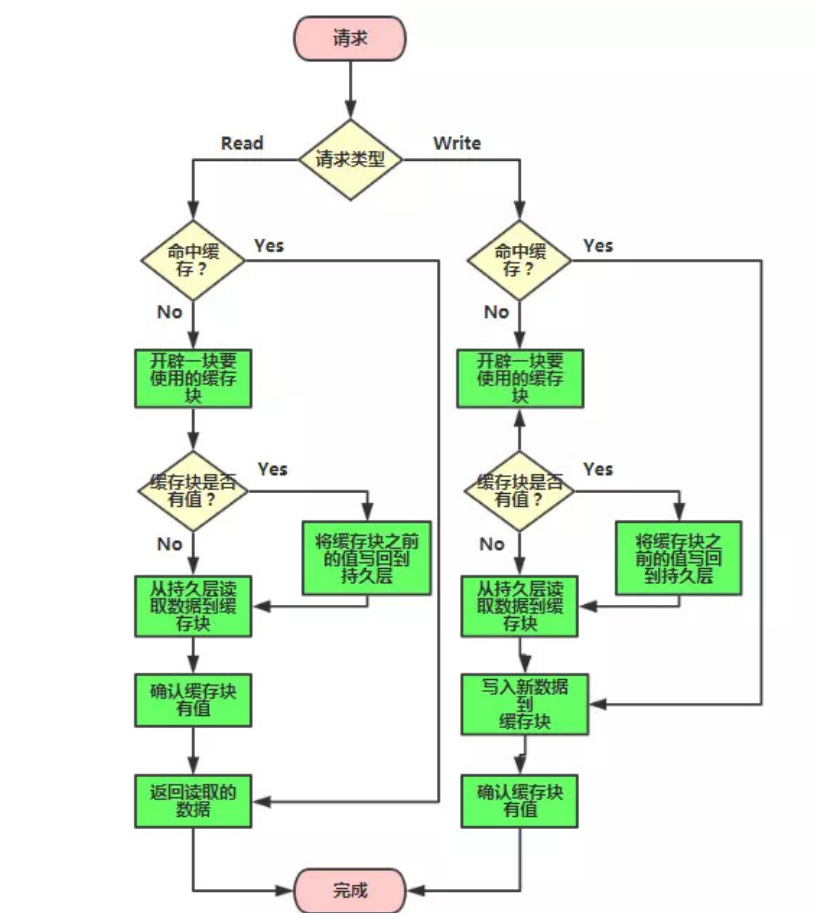 请求
请求类型
Read
Write
命中缓
存？
Yes
No
开辟一块要
使用的缓存
块
缓存块是否
有值？
Yes
No
将缓存块之前
的值写回到
持久层
从持久层读
取数据到缓
存块
确认缓存块
有值
返回读取的
数据
命中缓
存？
Yes
No
开辟一块要
使用的缓存
块
缓存块是否
有值？
Yes
No
将缓存块之
前的值写回
到持久层
从持久层读
取数据到缓
存块
写入新数据
到
缓存块
确认缓存块
有值
完成